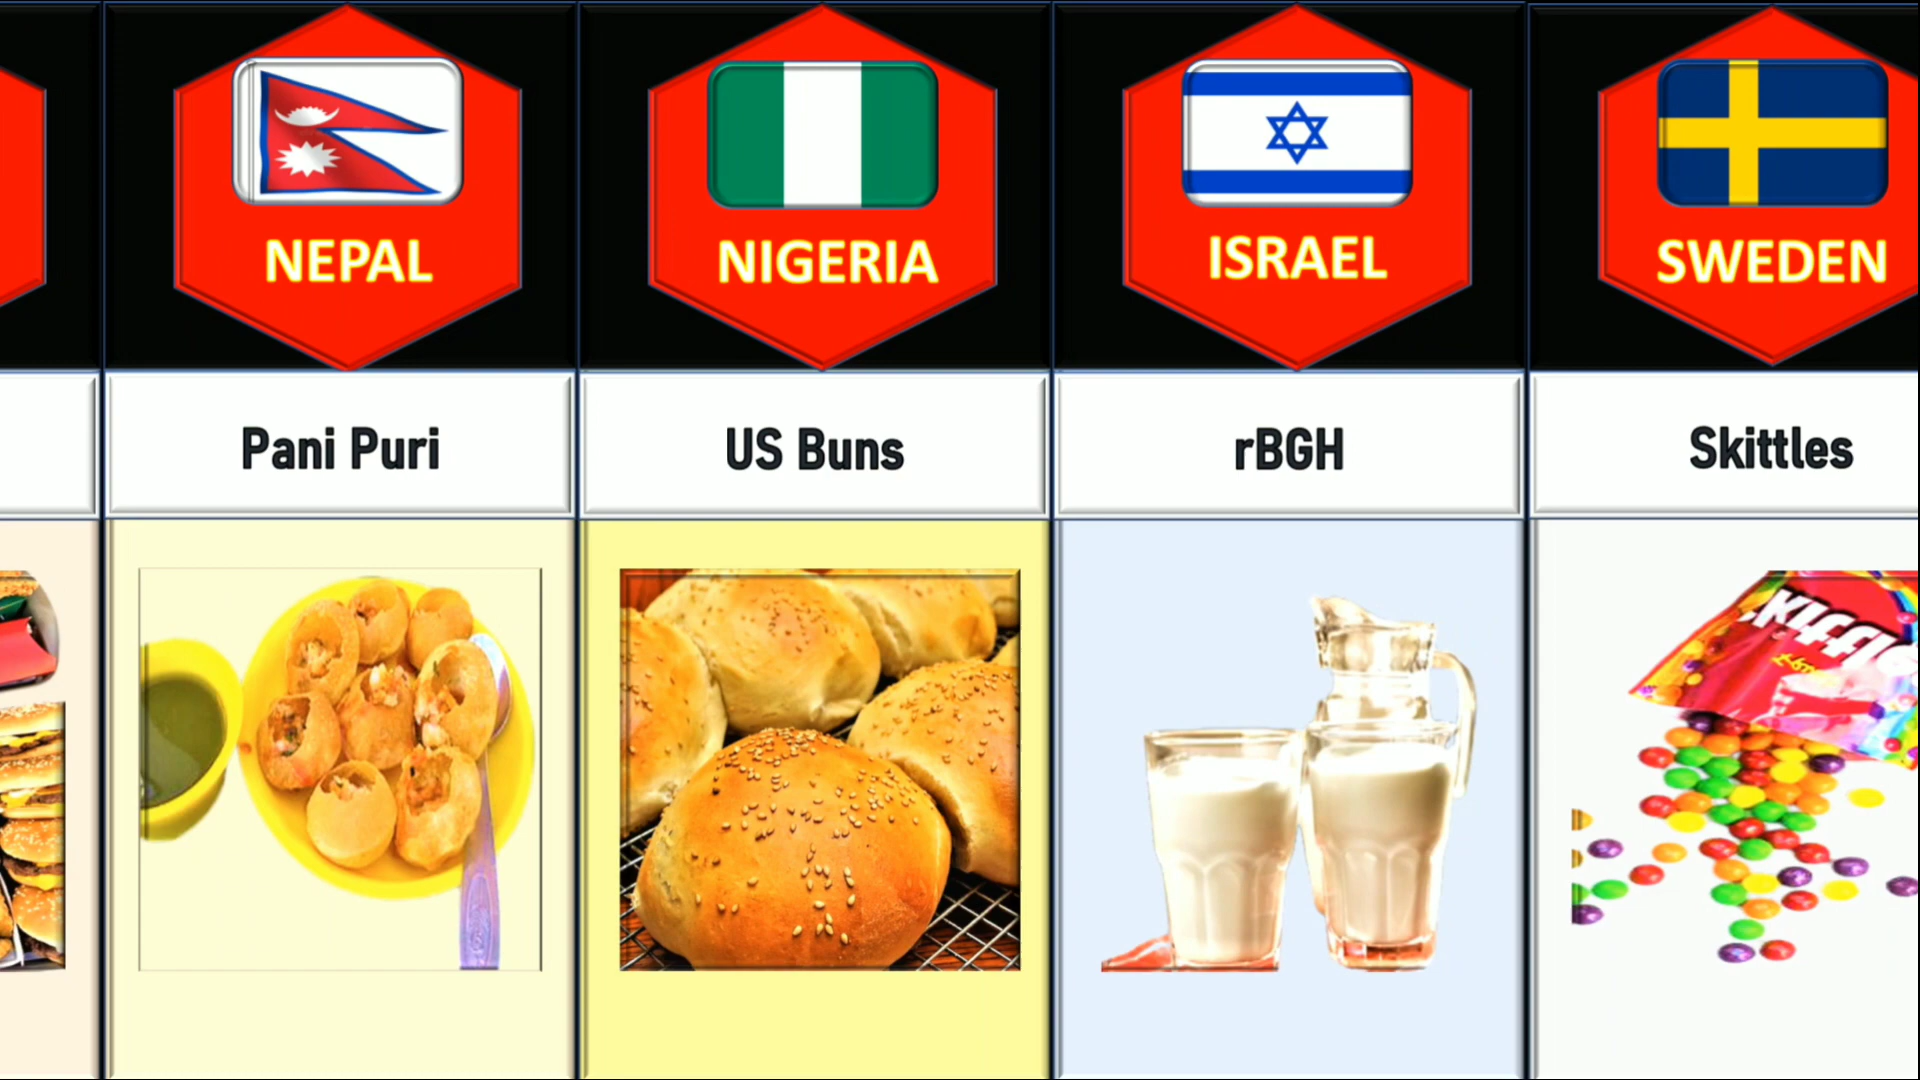 NEPAL
NIGERIA
ISRAEL
SWEDEN
Pani Puri
US Buns
rBGH
Skittles